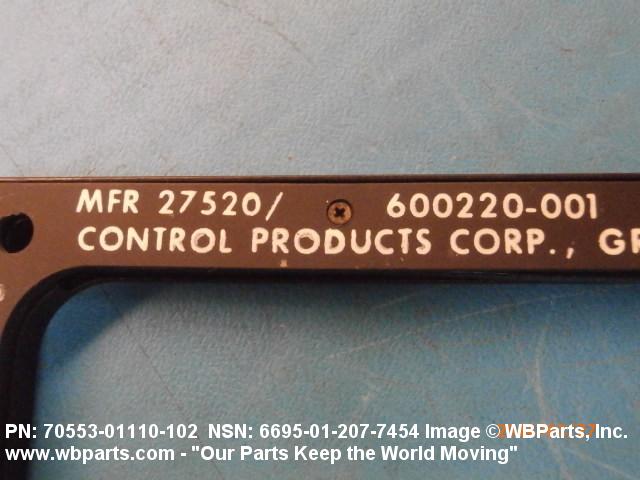 MFR 27520/ 600220-001
CONTROL PRODUCTS CORP., GR
PN: 70553-01110-102 NSN: 6695-01-207-7454 Image © WBParts, Inc.
www.wbparts.com - "Our Parts Keep the World Moving"